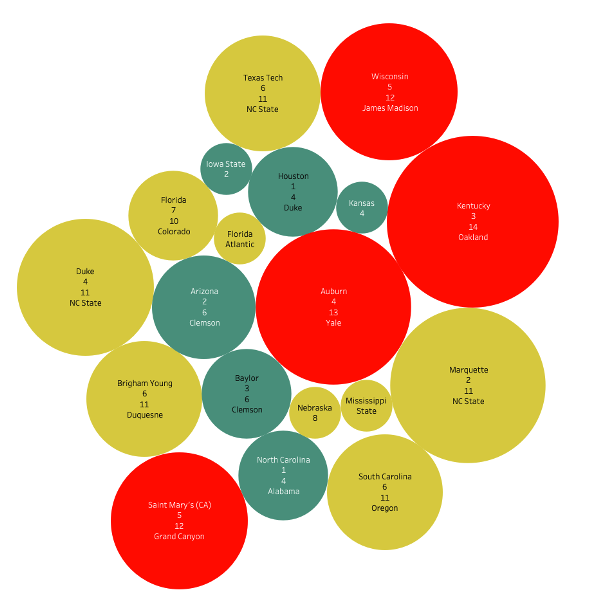 Texas Tech
6
11
NC State
Wisconsin
5
12
James Madison
Iowa State
2
Houston
1
4
Duke
Kansas
4
Kentucky
3
14
Oakland
Florida
7
10
Colorado
Florida
Atlantic
Duke
4
11
NC State
Arizona
2
6
Clemson
Auburn
4
13
Yale
Marquette
2
11
NC State
Brigham Young
6
11
Duquesne
Baylor
3
6
Clemson
Nebraska
8
Mississippi
State
North Carolina
1
4
Alabama
South Carolina
6
11
Oregon
Saint Mary's (CA)
5
12
Grand Canyon